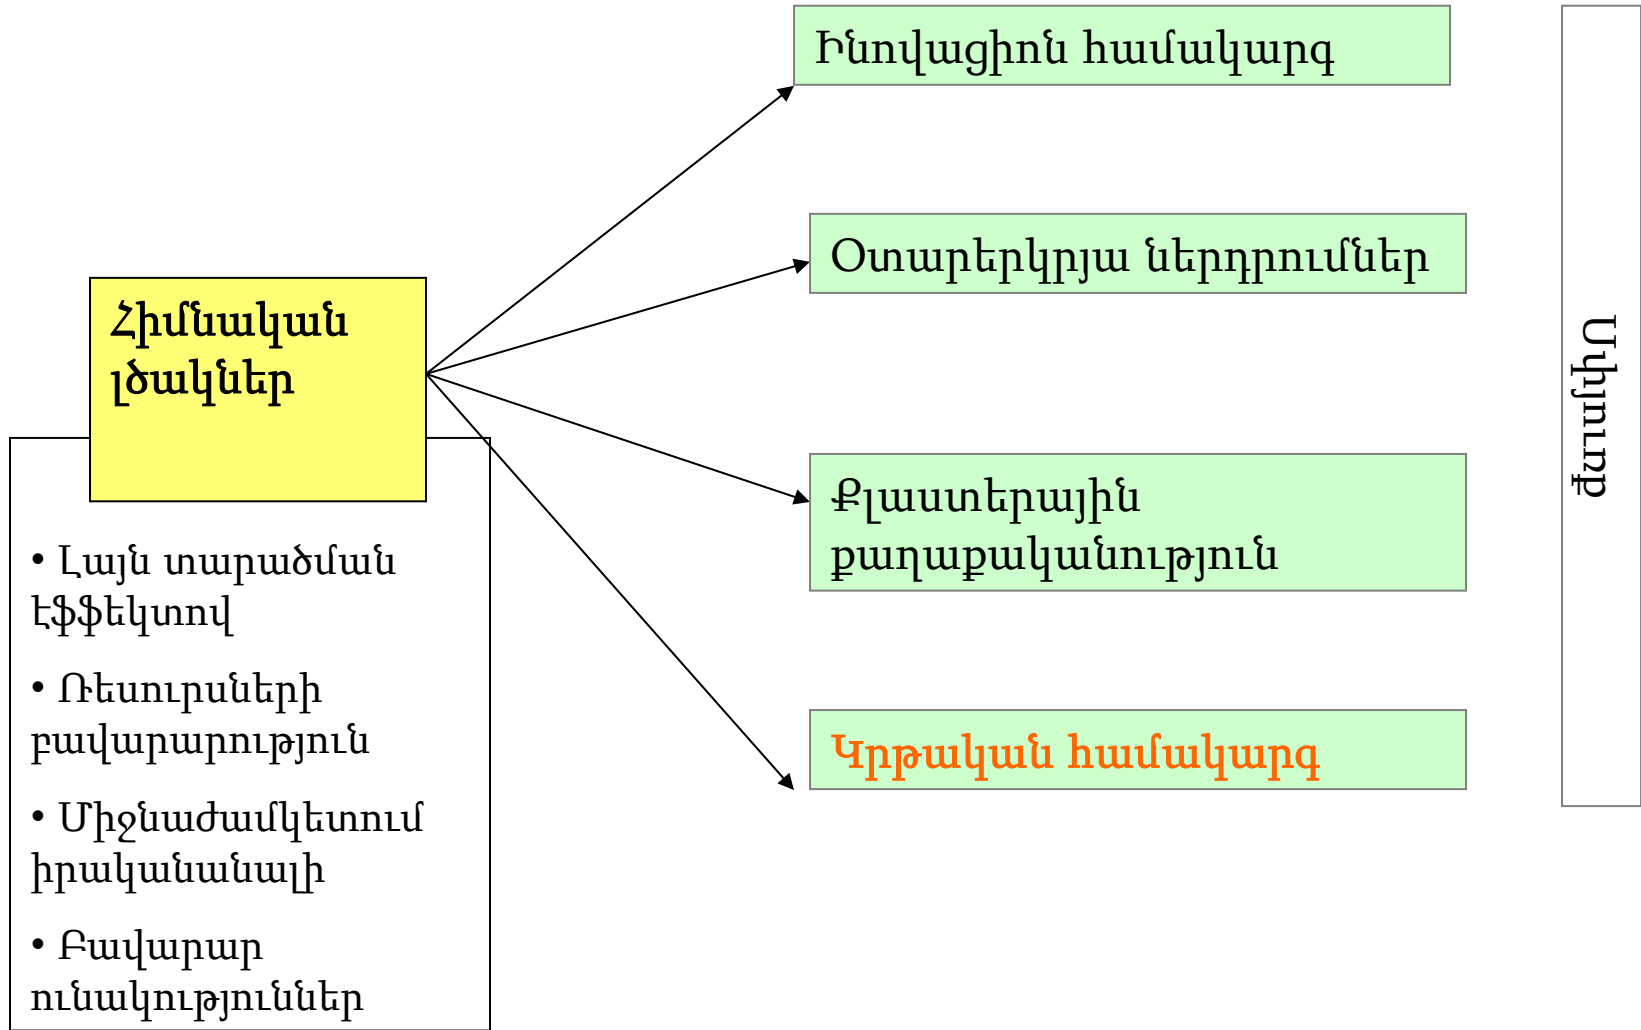 Հիմնական
լծակներ
• Լայն տարածման
էֆֆեկտով
• Ռեսուրսների
բավարարություն
• Միջնաժամկետում
իրականանալի
• Բավարար
ունակություններ
Ինովացիոն համակարգ
Օտարերկրյա ներդրումներ
Քլաստերային
քաղաքականություն
Կրթական համակարգ
Սփյուռք